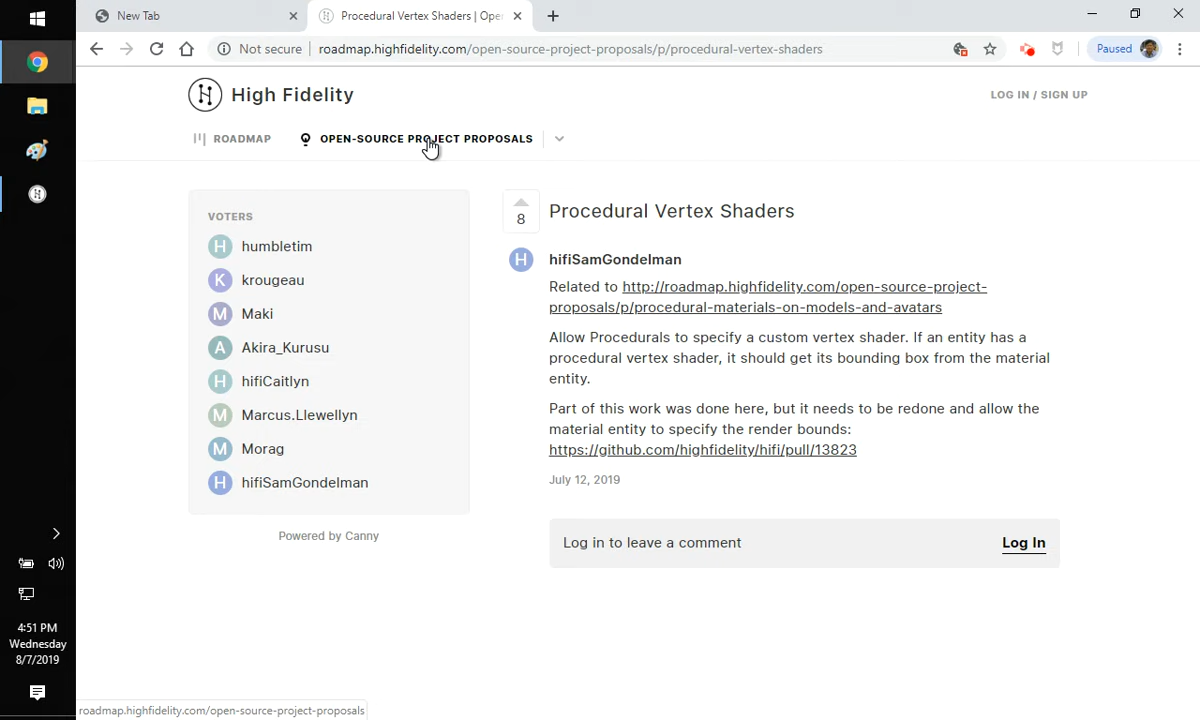 New Tab
Procedural Vertex Shaders | Ope
Not secure | roadmap.highfidelity.com/open-source-project-proposals/p/procedural-vertex-shaders
Paused
High Fidelity
LOG IN / SIGN UP
ROADMAP
OPEN-SOURCE PROJECT PROPOSALS
VOTERS
H humbletim
K krougeau
M Maki
A Akira_Kurusu
H hifiCaitlyn
M Marcus.Llewellyn
M Morag
H hifiSamGondelman
Powered by Canny
8
Procedural Vertex Shaders
H hifiSamGondelman
Related to http://roadmap.highfidelity.com/open-source-project-
proposals/p/procedural-materials-on-models-and-avatars
Allow Procedurals to specify a custom vertex shader. If an entity has a
procedural vertex shader, it should get its bounding box from the material
entity.
Part of this work was done here, but it needs to be redone and allow the
material entity to specify the render bounds:
https://github.com/highfidelity/hifi/pull/13823
July 12, 2019
Log in to leave a comment
Log In
4:51 PM
Wednesday
8/7/2019
roadmap.highfidelity.com/open-source-project-proposals